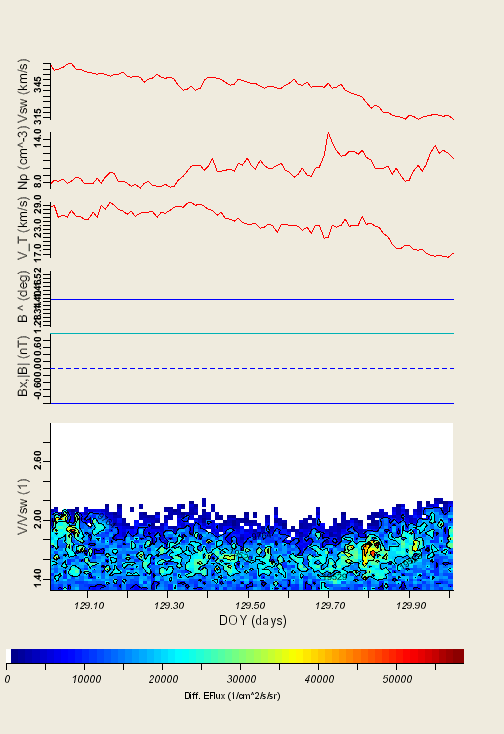 Vsw (km/s)
345
315
Np (cm^-3)
14.0
8.0
V_T (km/s)
29.0
23.0
17.0
B ^ (deg)
Bx,|B| (nT)
0.60
0.00
-0.60
V/Vsw (1)
2.60
2.00
1.40
129.10 129.30 129.50 129.70 129.90
DOY (days)
0 10000 20000 30000 40000 50000
Diff. EFlux (1/cm^2/s/sr)